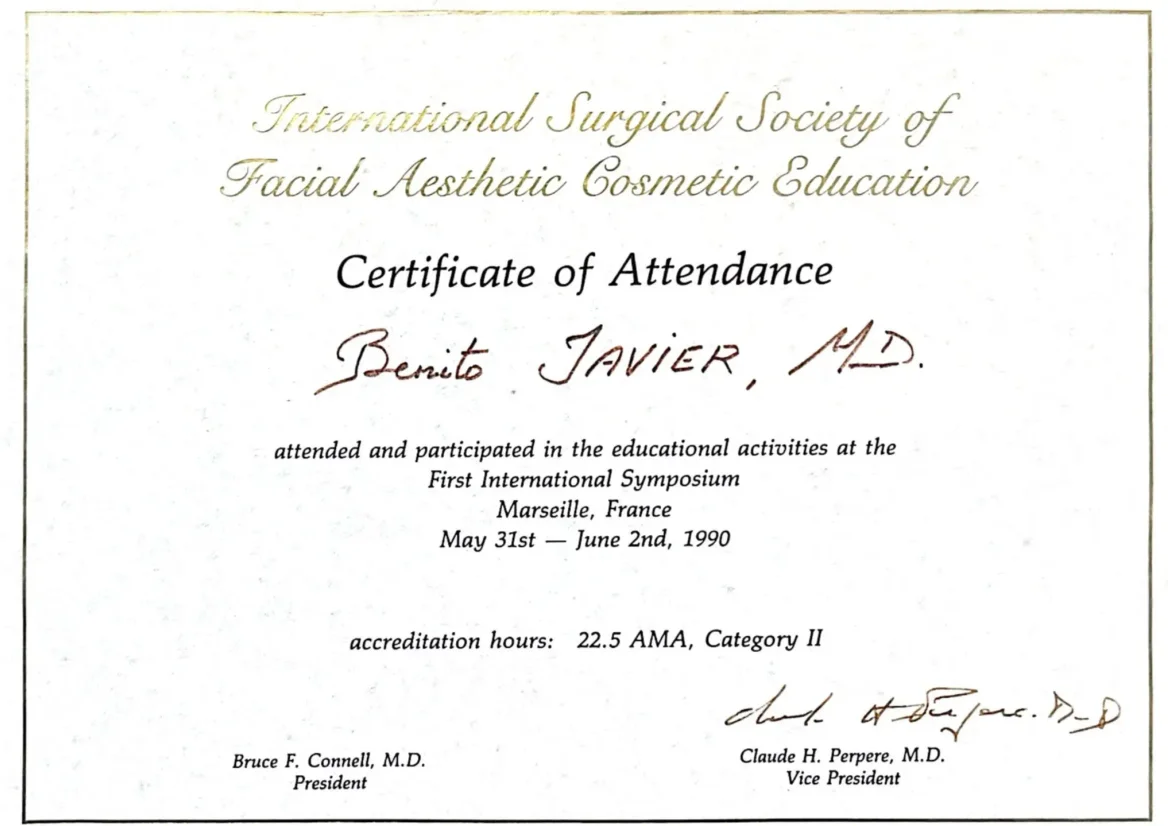 International Surgical Society of
Facial Aesthetic Cosmetic Education
Certificate of Attendance
Benito JAVIER, M.D.
attended and participated in the educational activities at the
First International Symposium
Marseille, France
May 31st — June 2nd, 1990
accreditation hours: 22.5 AMA, Category II
Claude H. Perpere. M-D
Bruce F. Connell, M.D.
President
Claude H. Perpere, M.D.
Vice President